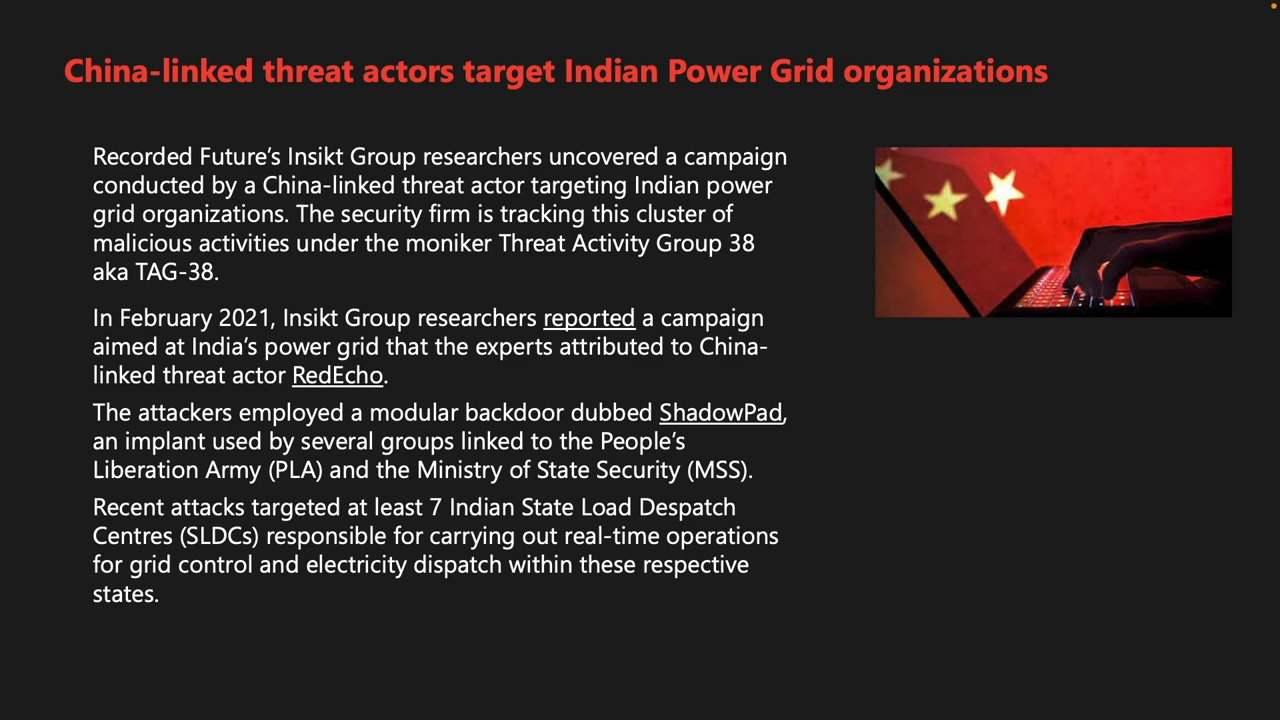 China-linked threat actors target Indian Power Grid organizations
Recorded Future’s Insikt Group researchers uncovered a campaign
conducted by a China-linked threat actor targeting Indian power
grid organizations. The security firm is tracking this cluster of
malicious activities under the moniker Threat Activity Group 38
aka TAG-38.
In February 2021, Insikt Group researchers reported a campaign
aimed at India’s power grid that the experts attributed to China-
linked threat actor RedEcho.
The attackers employed a modular backdoor dubbed ShadowPad,
an implant used by several groups linked to the People’s
Liberation Army (PLA) and the Ministry of State Security (MSS).
Recent attacks targeted at least 7 Indian State Load Despatch
Centres (SLDCs) responsible for carrying out real-time operations
for grid control and electricity dispatch within these respective
states.